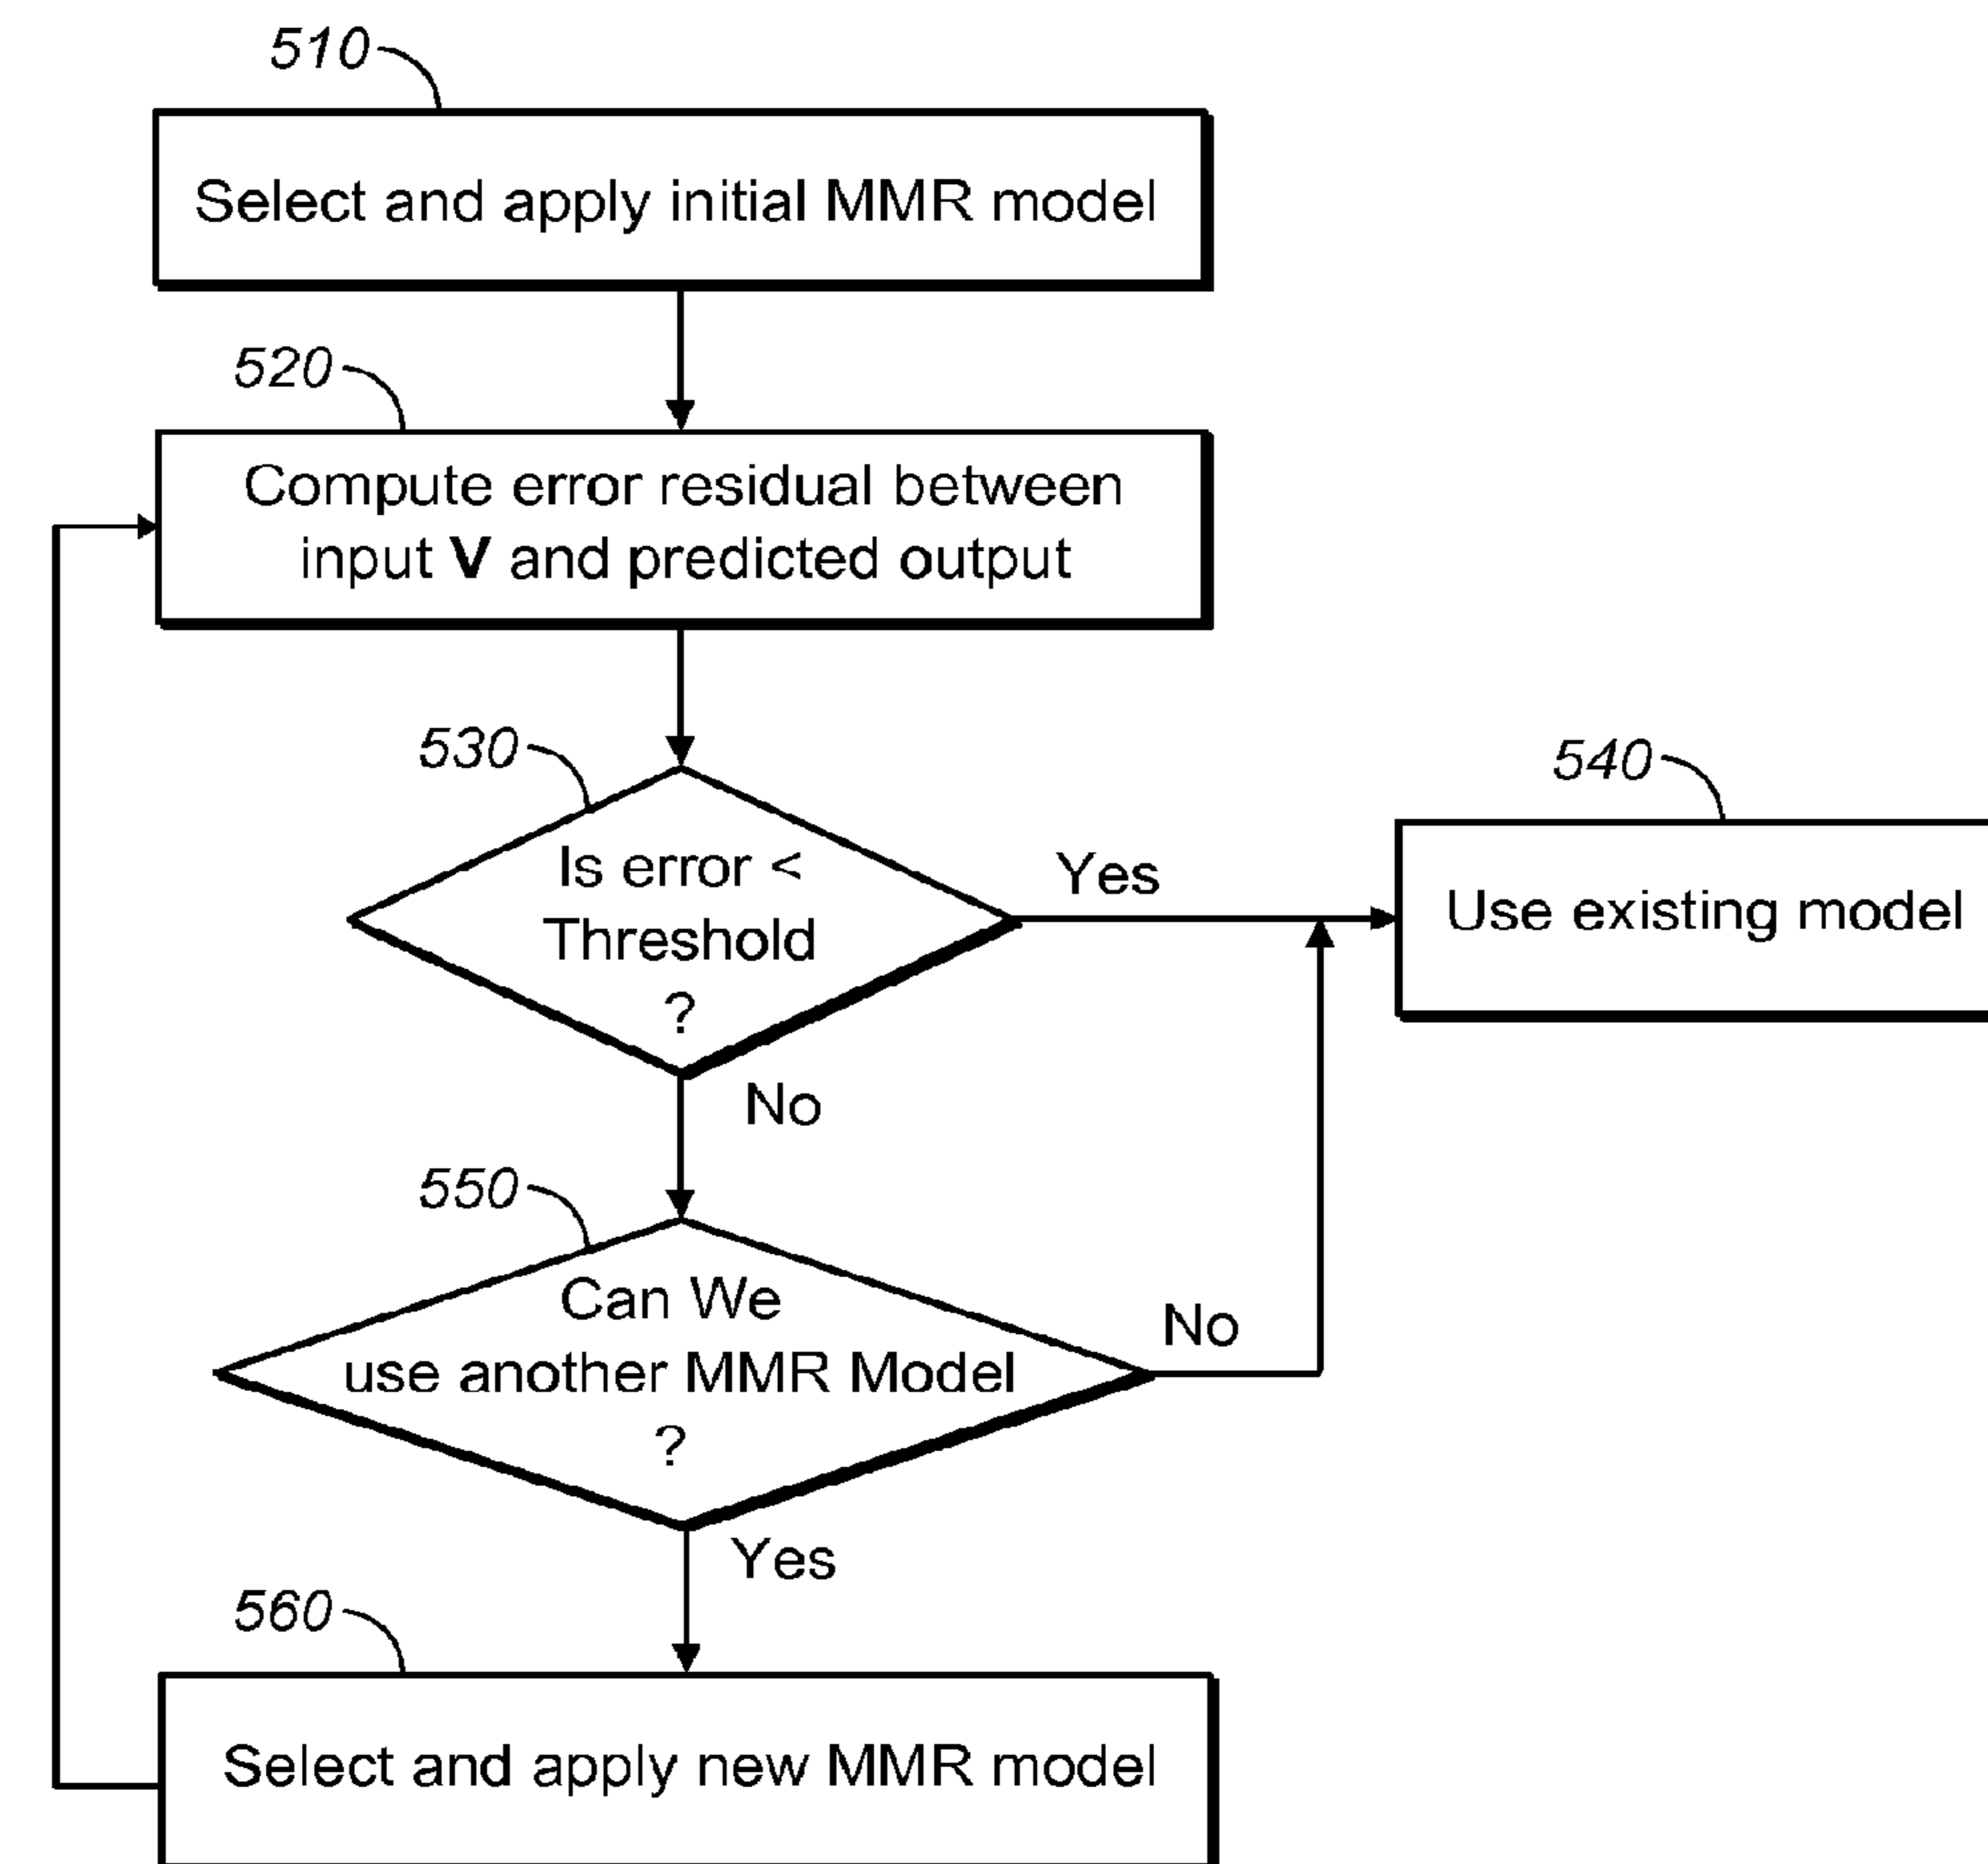 510
Select and apply initial MMR model
520
Compute error residual between
input V and predicted output
530
Is error <
Threshold
?
Yes
540
Use existing model
No
550
Can We
use another MMR Model
?
No
Yes
560
Select and apply new MMR model